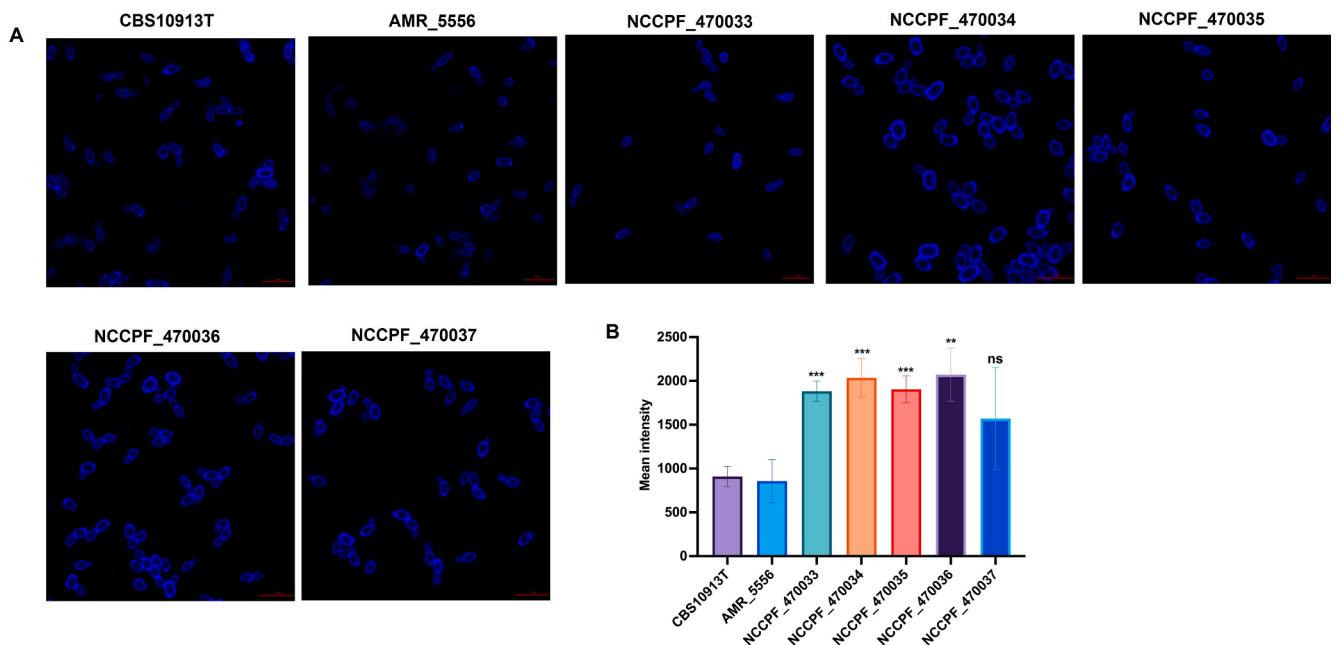 A
CBS10913T
AMR_5556
NCCPF_470033
NCCPF_470034
NCCPF_470035
NCCPF_470036
NCCPF_470037
B
Mean intensity
2500
2000
1500
1000
500
0
***
***
***
**
ns
CBS10913T
AMR_5556
NCCPF_470033
NCCPF_470034
NCCPF_470035
NCCPF_470036
NCCPF_470037